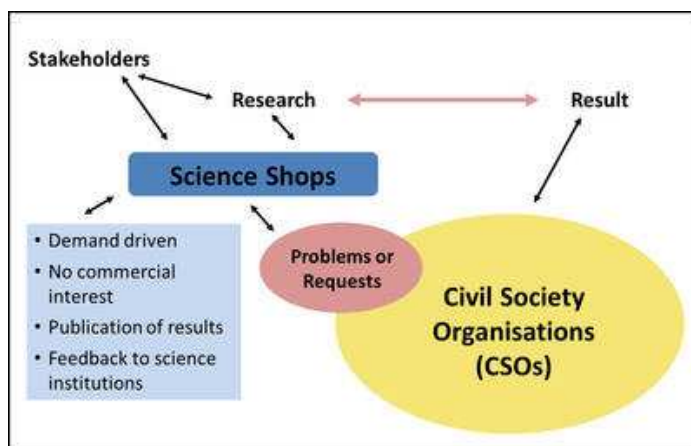 Stakeholders
Research
Result
Science Shops
• Demand driven
• No commercial
interest
• Publication of results
• Feedback to science
institutions
Problems or
Requests
Civil Society
Organisations
(CSOs)